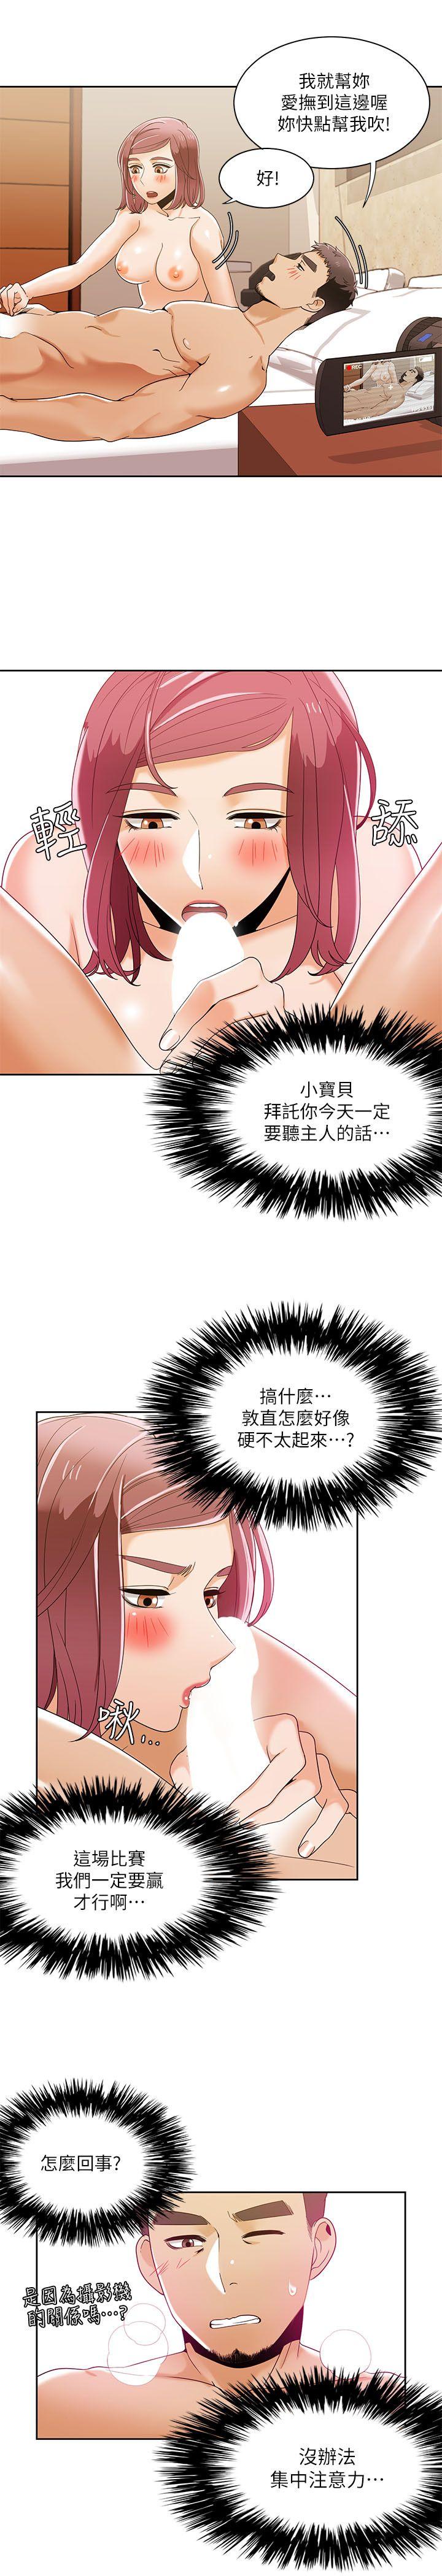 我就幫妳
愛撫到這邊喔
妳快點幫我吹!
好!
REC
輕
舔
小寶貝
拜託你今天一定
要聽主人的話…
搞什麼…
敦直怎麼好像
硬不太起來…?
啾…
這場比賽
我們一定要贏
才行啊…
怎麼回事?
是因為攝影機
的關係嗎…?
沒辦法
集中注意力…